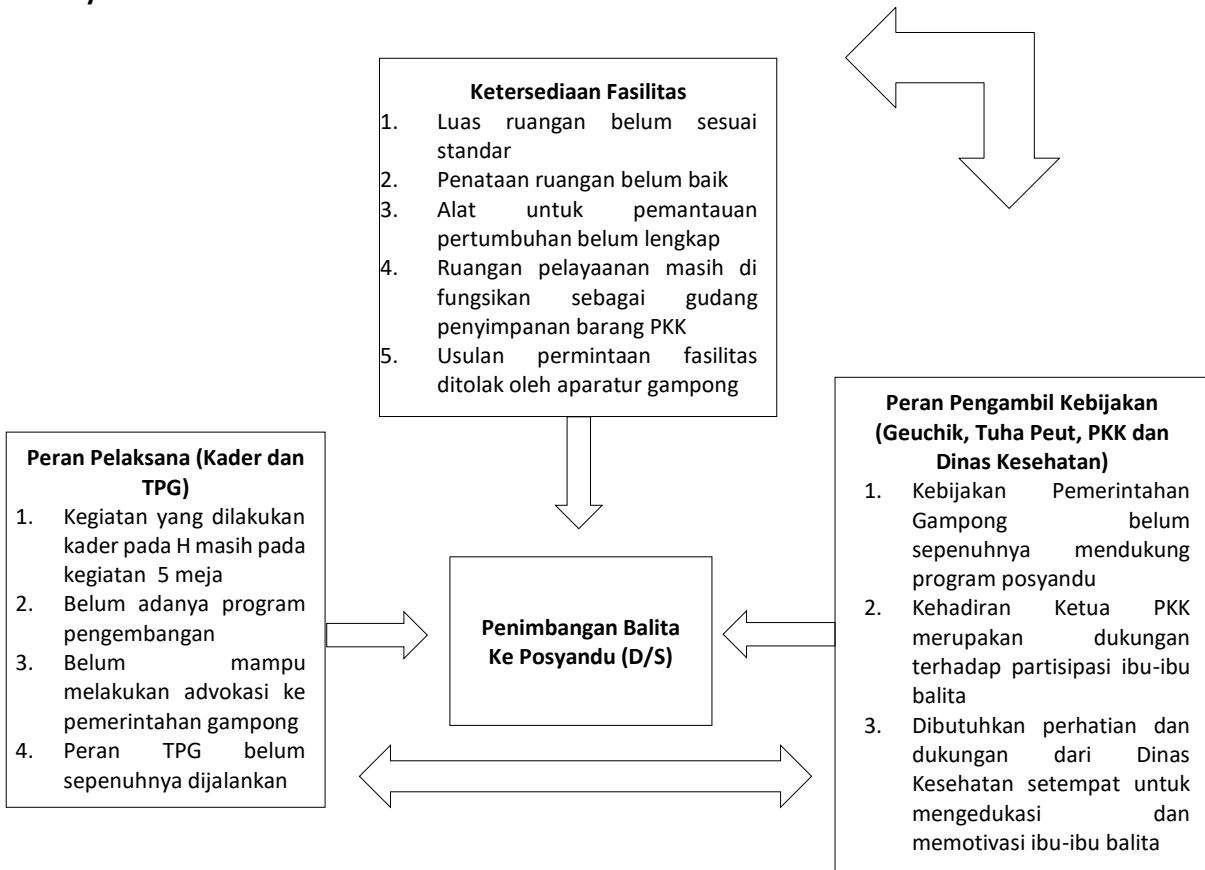 Ketersediaan Fasilitas
1. Luas ruangan belum sesuai
standar
2. Penataan ruangan belum baik
3. Alat untuk pemantauan
pertumbuhan belum lengkap
4. Ruangan pelayaanan masih di
fungsikan sebagai gudang
penyimpanan barang PKK
5. Usulan permintaan fasilitas
ditolak oleh aparatur gampong
Peran Pelaksana (Kader dan
TPG)
1. Kegiatan yang dilakukan
kader pada H masih pada
kegiatan 5 meja
2. Belum adanya program
pengembangan
3. Belum mampu
melakukan advokasi ke
pemerintahan gampong
4. Peran TPG belum
sepenuhnya dijalankan
Penimbangan Balita
Ke Posyandu (D/S)
Peran Pengambil Kebijakan
(Geuchik, Tuha Peut, PKK dan
Dinas Kesehatan)
1. Kebijakan Pemerintahan
Gampong belum
sepenuhnya mendukung
program posyandu
2. Kehadiran Ketua PKK
merupakan dukungan
terhadap partisipasi ibu-ibu
balita
3. Dibutuhkan perhatian dan
dukungan dari Dinas
Kesehatan setempat untuk
mengedukasi dan
memotivasi ibu-ibu balita